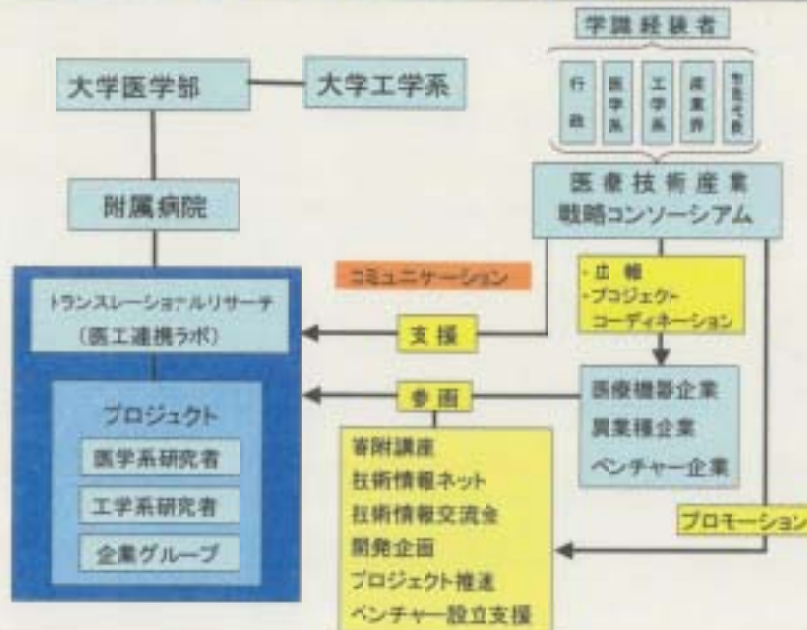 学識経験者
行政
医学系
工学系
産業界
大学医学部
大学工学系
附属病院
医療技術産業
戦略コンソーシアム
コミュニケーション
・広報
・プロジェクト
コーディネーション
トランスレーショナルリサーチ
(医工連携ラボ)
支援
参画
プロジェクト
医学系研究者
工学系研究者
企業グループ
医療機器企業
異業種企業
ベンチャー企業
寄附講座
技術情報ネット
技術情報交流会
開発企画
プロジェクト推進
ベンチャー設立支援
プロモーション